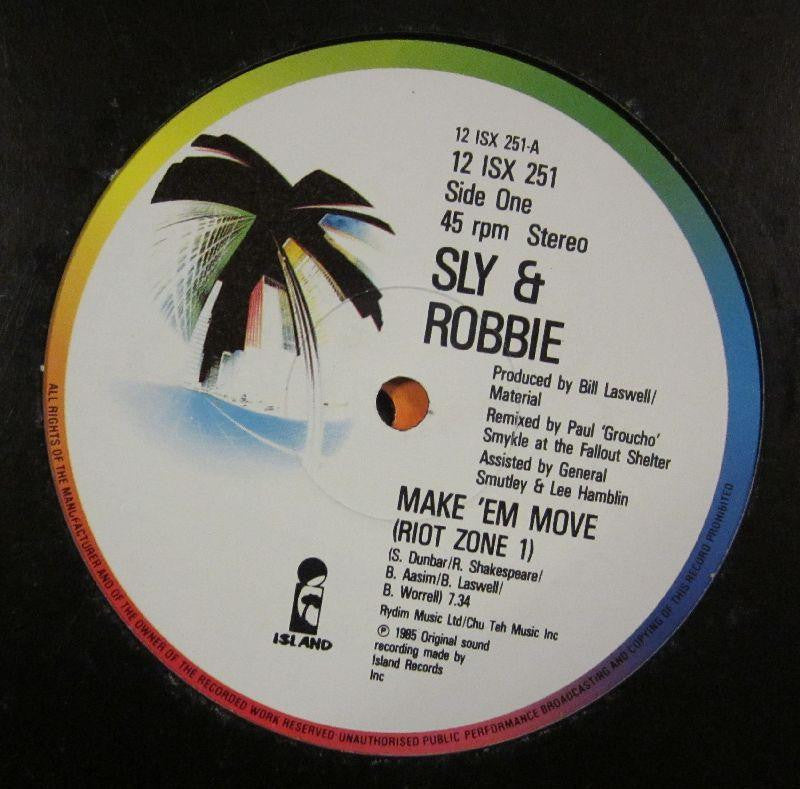 12 ISX 251-A
12 ISX 251
Side One
45 rpm Stereo
SLY &
ROBBIE
Produced by Bill Laswell/
Material
Remixed by Paul 'Groucho'
Smykle at the Fallout Shelter
Assisted by General
Smutley & Lee Hamblin
MAKE 'EM MOVE
(RIOT ZONE 1)
(S. Dunbar/R. Shakespeare/
B. Aasim/B. Laswell/
B. Worrell) 7.34
Rydim Music Ltd/Chu Teh Music Inc
℗ 1985 Original sound
recording made by
Island Records
Inc
ISLAND
ALL RIGHTS OF THE MANUFACTURER AND OF THE OWNER OF THE RECORDED WORK RESERVED UNAUTHORISED PUBLIC PERFORMANCE BROADCASTING AND COPYING OF THIS RECORD PROHIBITED